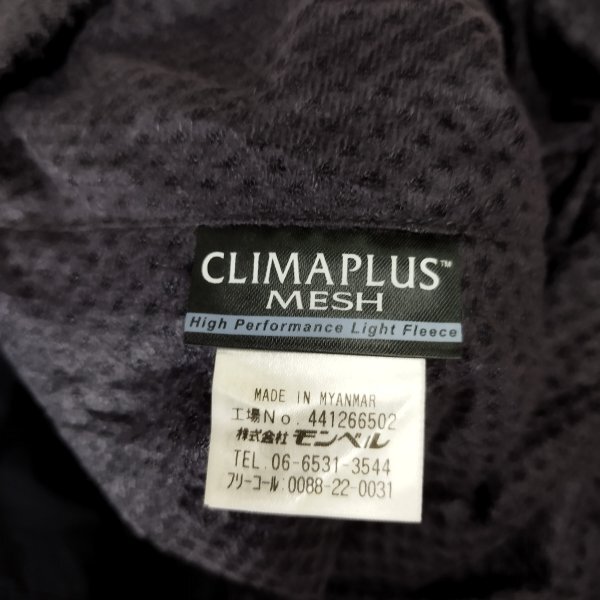 CLIMAPLUS™
MESH
High Performance Light Fleece
MADE IN MYANMAR
工場No. 441266502
株式会社 モンベル
TEL. 06-6531-3544
フリーコール:0088-22-0031